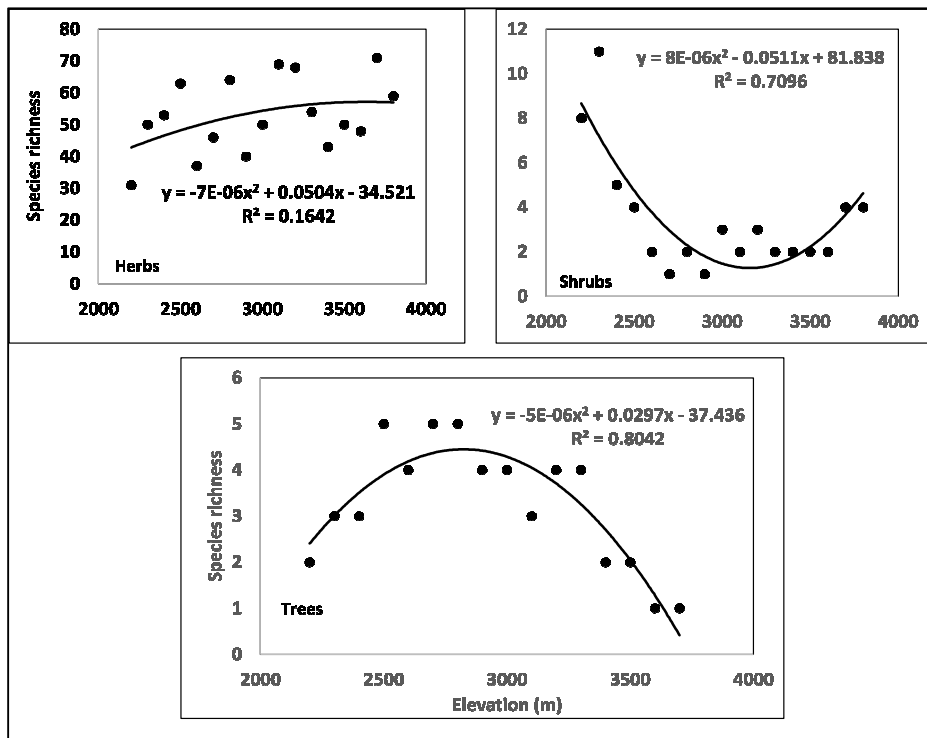 80
70
60
50
40
30
20
10
0
Species richness
y = -7E-06x² + 0.0504x - 34.521
R² = 0.1642
Herbs
2000 2500 3000 3500 4000
12
10
8
6
4
2
0
y = 8E-06x² - 0.0511x + 81.838
R² = 0.7096
Shrubs
2000 2500 3000 3500 4000
6
5
4
3
2
1
0
Species richness
y = -5E-06x² + 0.0297x - 37.436
R² = 0.8042
Trees
2000 2500 3000 3500 4000
Elevation (m)